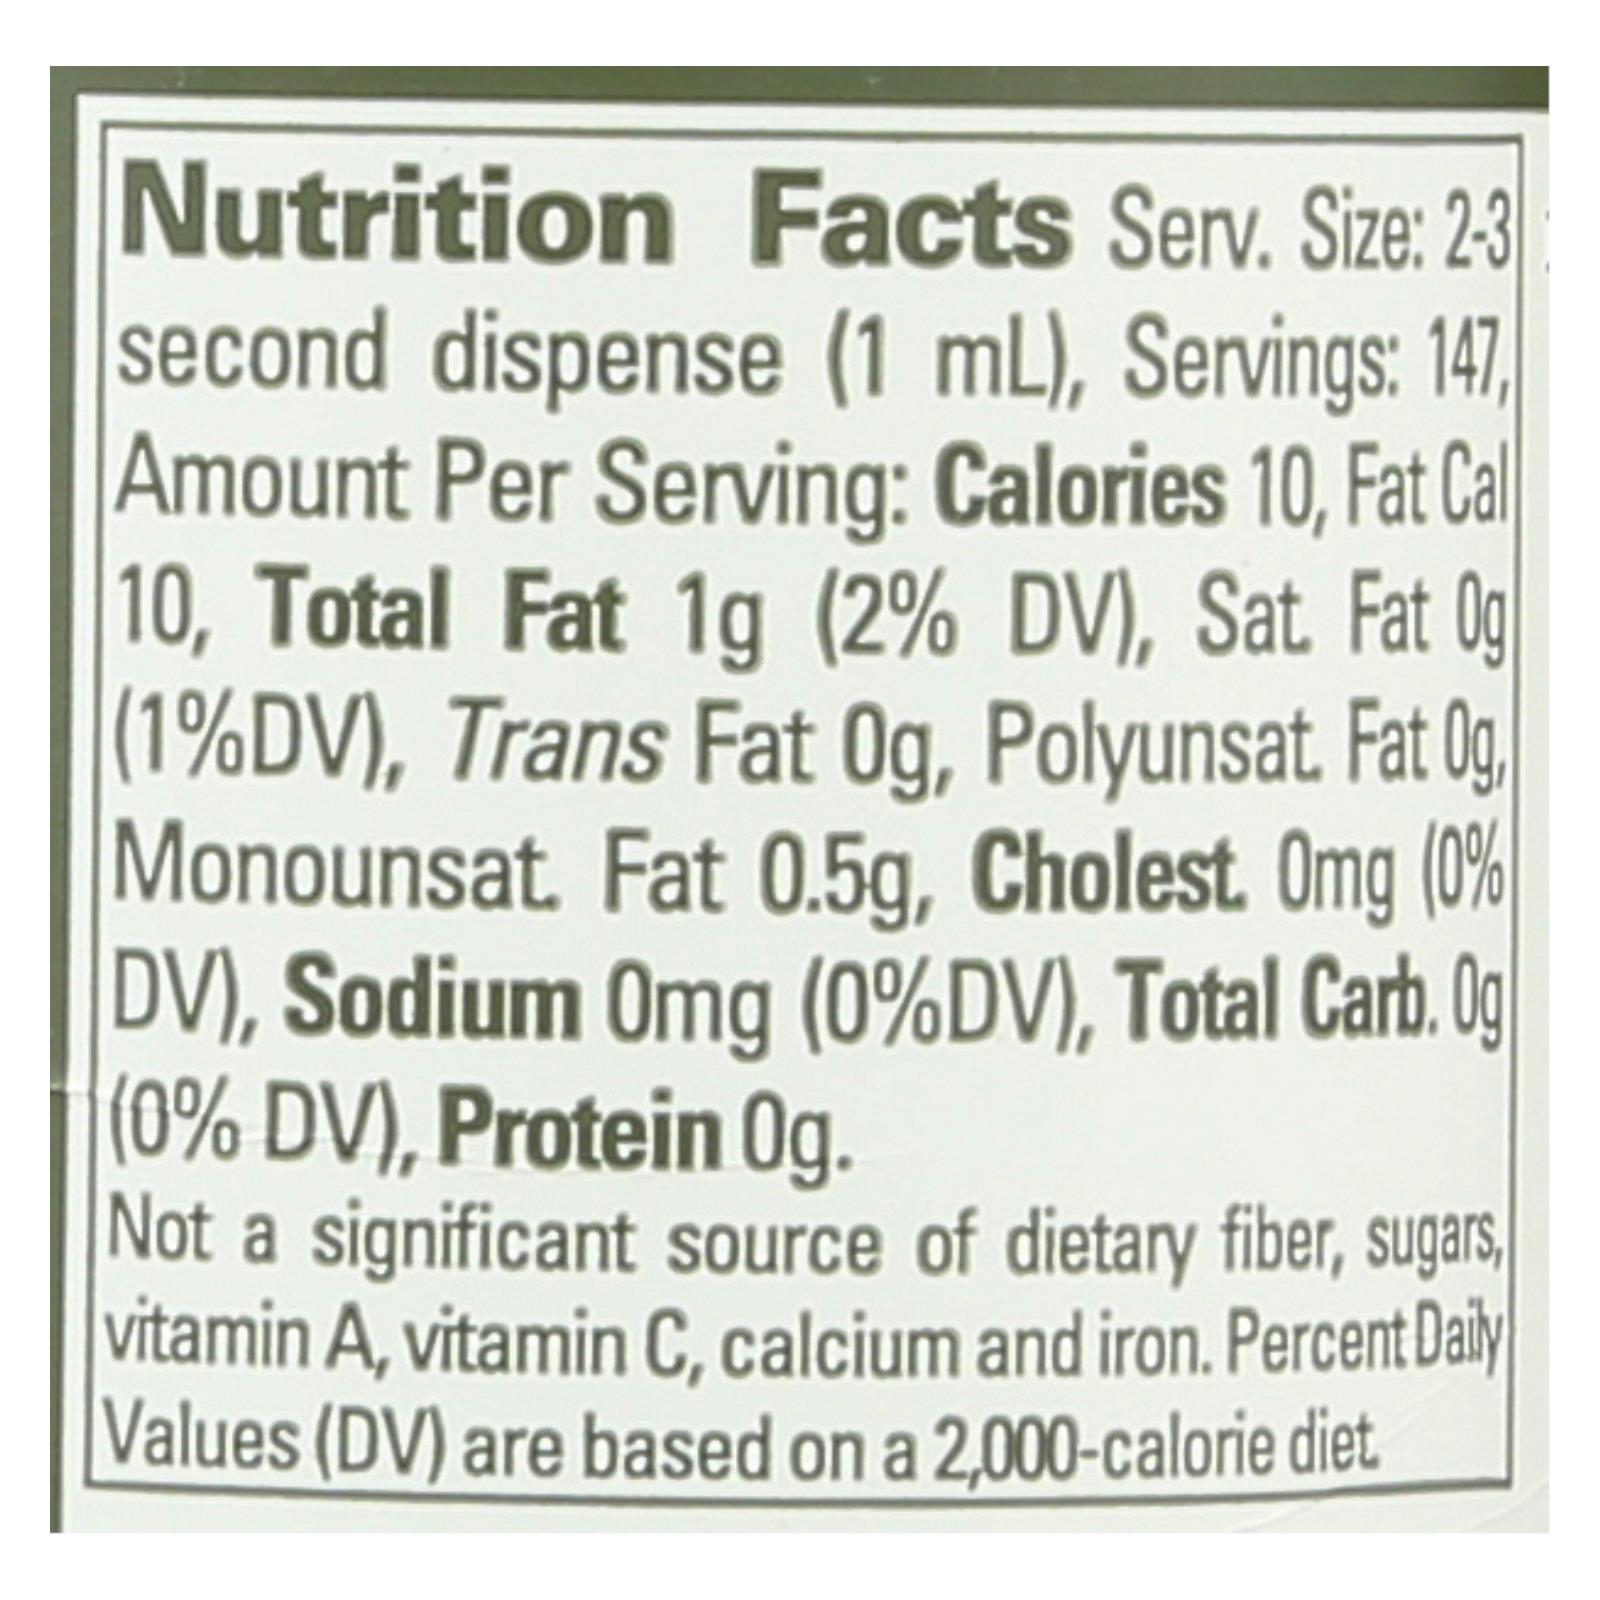 Nutrition Facts Serv. Size: 2-3
second dispense (1 mL), Servings: 147,
Amount Per Serving: Calories 10, Fat Cal
10, Total Fat 1g (2% DV), Sat. Fat 0g
(1%DV), Trans Fat 0g, Polyunsat. Fat 0g,
Monounsat. Fat 0.5g, Cholest. 0mg (0%
DV), Sodium 0mg (0%DV), Total Carb. 0g
(0% DV), Protein 0g.
Not a significant source of dietary fiber, sugars,
vitamin A, vitamin C, calcium and iron. Percent Daily
Values (DV) are based on a 2,000-calorie diet.